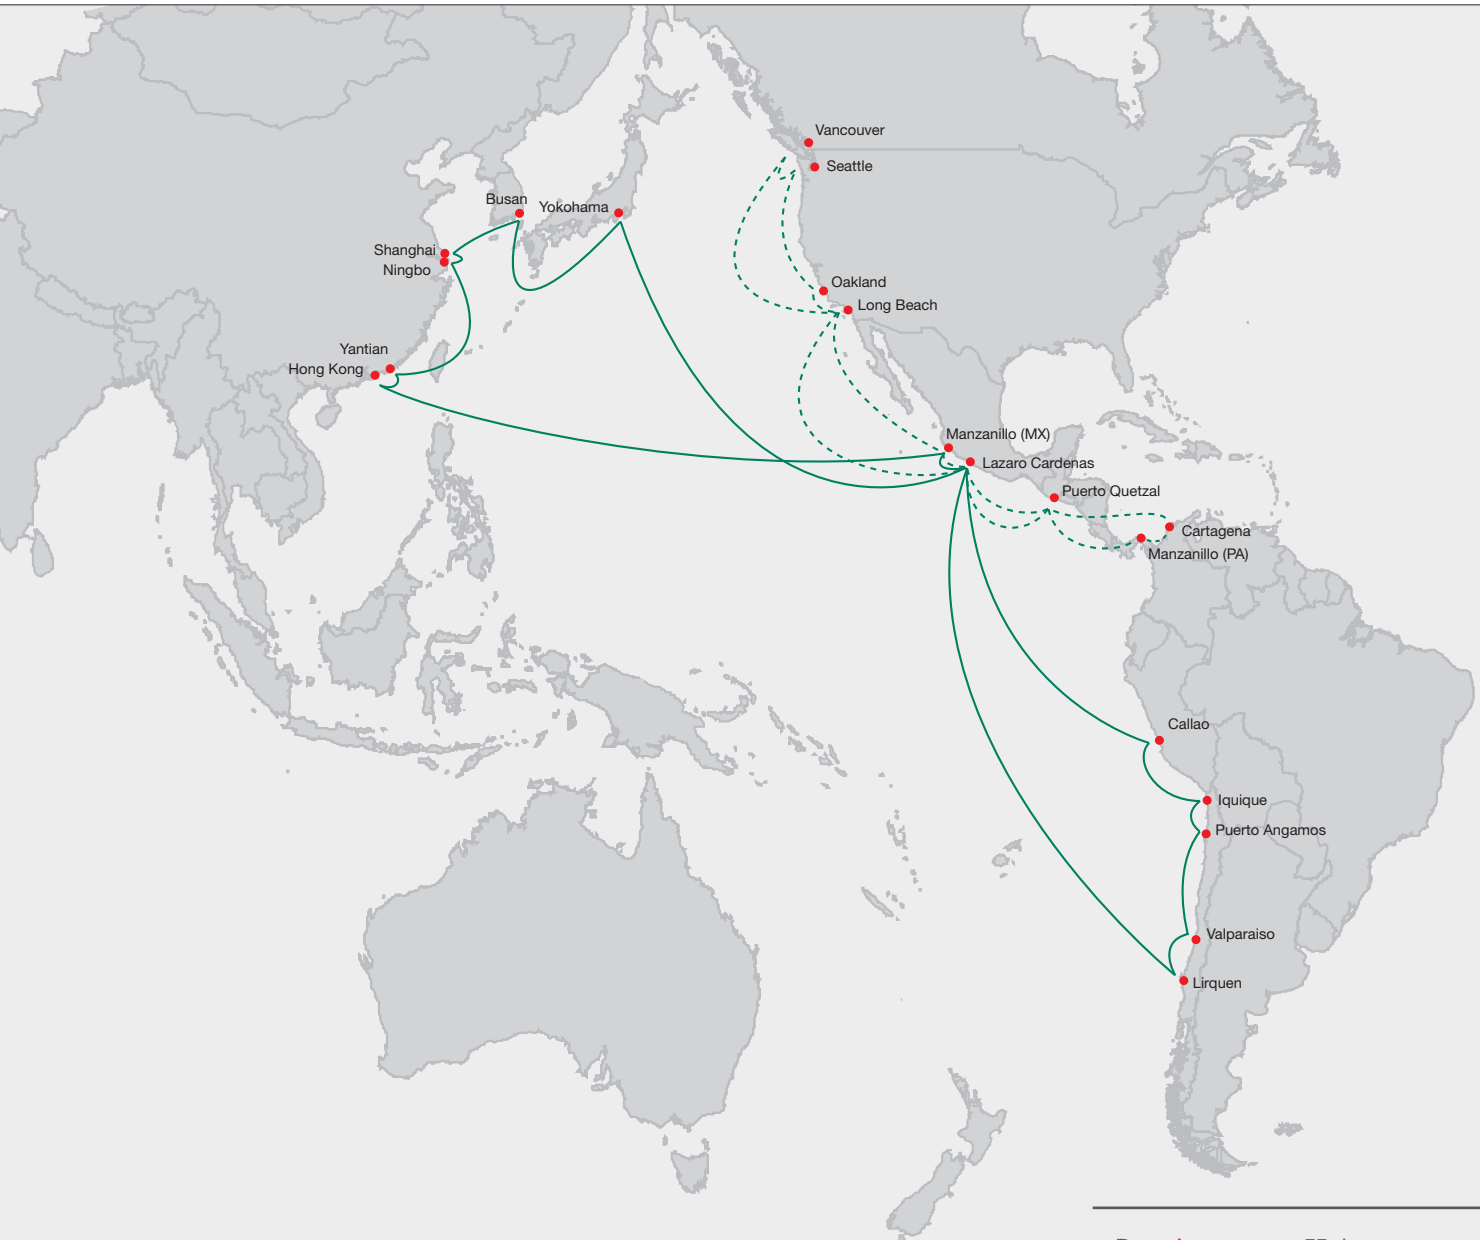 Vancouver
Seattle
Busan
Yokohama
Shanghai
Ningbo
Oakland
Long Beach
Yantian
Hong Kong
Manzanillo (MX)
Lazaro Cardenas
Puerto Quetzal
Cartagena
Manzanillo (PA)
Callao
Iquique
Puerto Angamos
Valparaiso
Lirquen